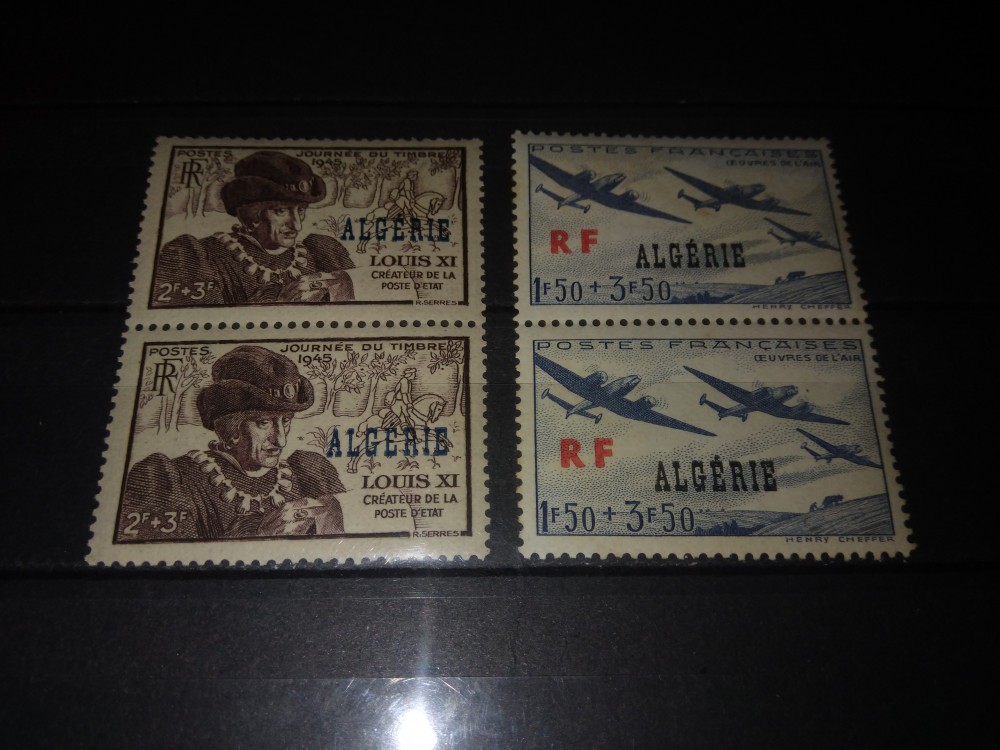 POSTES
JOURNÉE DU TIMBRE
1945
RF
ALGÉRIE
LOUIS XI
CRÉATEUR DE LA
POSTE D'ÉTAT
2F+3F
R. SERRES
POSTES
JOURNÉE DU TIMBRE
1945
RF
ALGÉRIE
LOUIS XI
CRÉATEUR DE LA
POSTE D'ÉTAT
2F+3F
R. SERRES
POSTES FRANÇAISES
ŒUVRES DE L'AIR
RF
ALGÉRIE
1F50 + 3F50
HENRY CHEFFER
POSTES FRANÇAISES
ŒUVRES DE L'AIR
RF
ALGÉRIE
1F50 + 3F50
HENRY CHEFFER